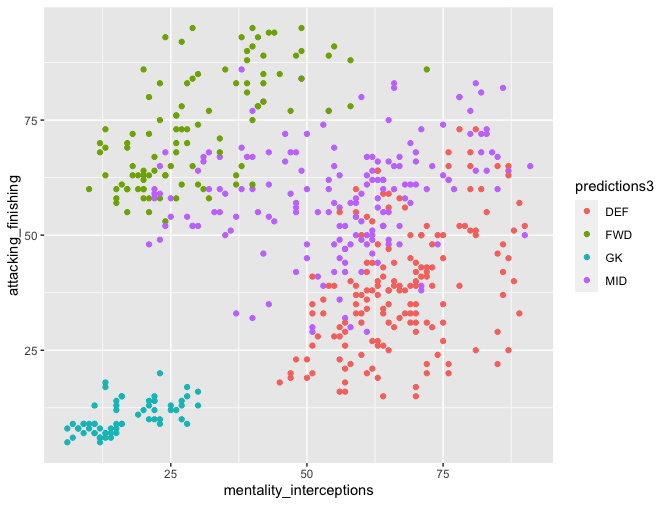 75
50
25
attacking_finishing
25
50
75
mentality_interceptions
predictions3
DEF
FWD
GK
MID